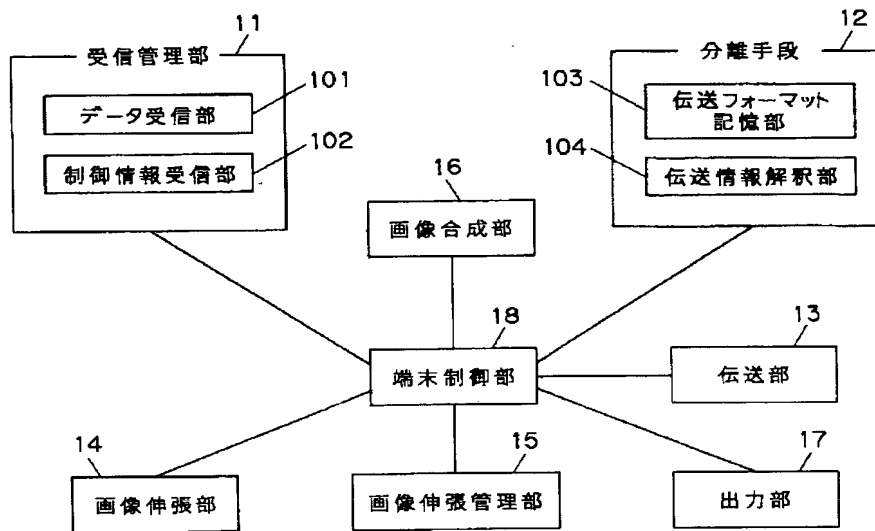 11
受信管理部
101
データ受信部
102
制御情報受信部
12
分離手段
103
伝送フォーマット
記憶部
104
伝送情報解釈部
16
画像合成部
18
端末制御部
13
伝送部
14
画像伸張部
15
画像伸張管理部
17
出力部